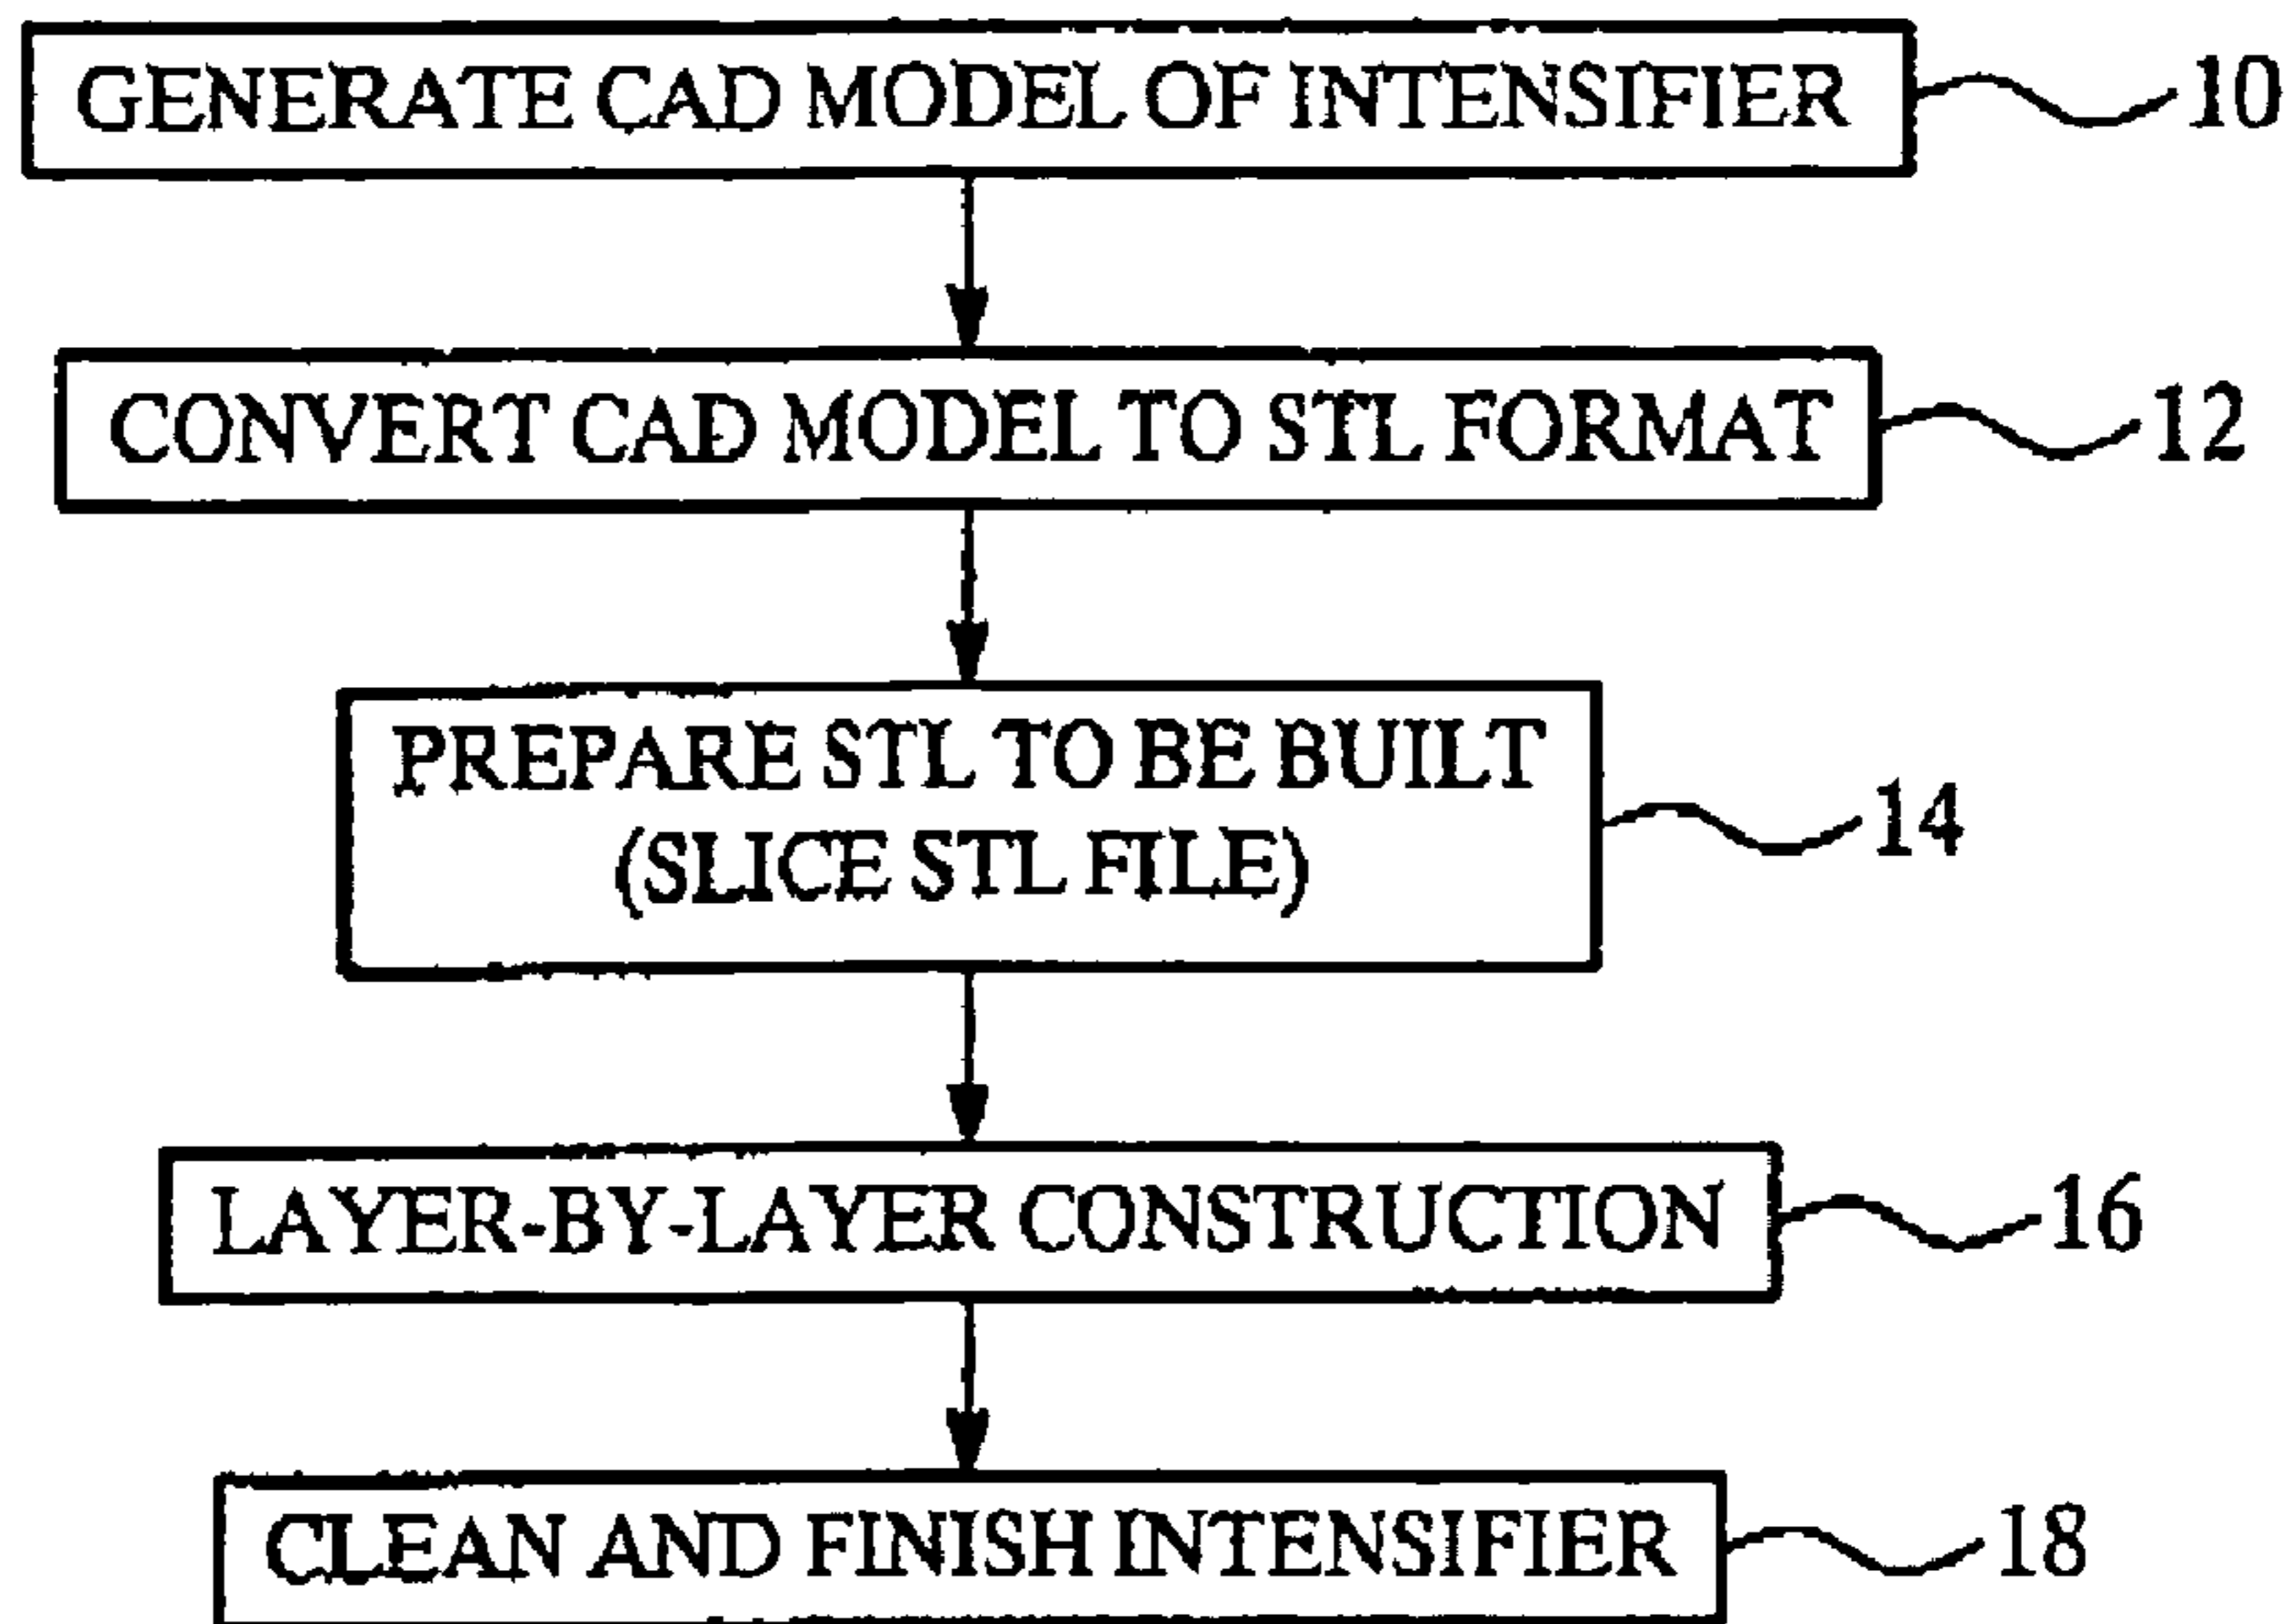 GENERATE CAD MODEL OF INTENSIFIER 10
CONVERT CAD MODEL TO STL FORMAT 12
PREPARE STL TO BE BUILT
(SLICE STL FILE)
14
LAYER-BY-LAYER CONSTRUCTION 16
CLEAN AND FINISH INTENSIFIER 18